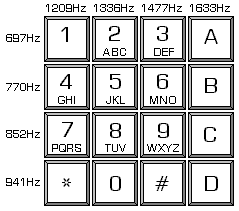 1209Hz 1336Hz 1477Hz 1633Hz
697Hz 1 2 3 A
ABC DEF
770Hz 4 5 6 B
GHI JKL MNO
852Hz 7 8 9 C
PQRS TUV WXYZ
941Hz * 0 # D